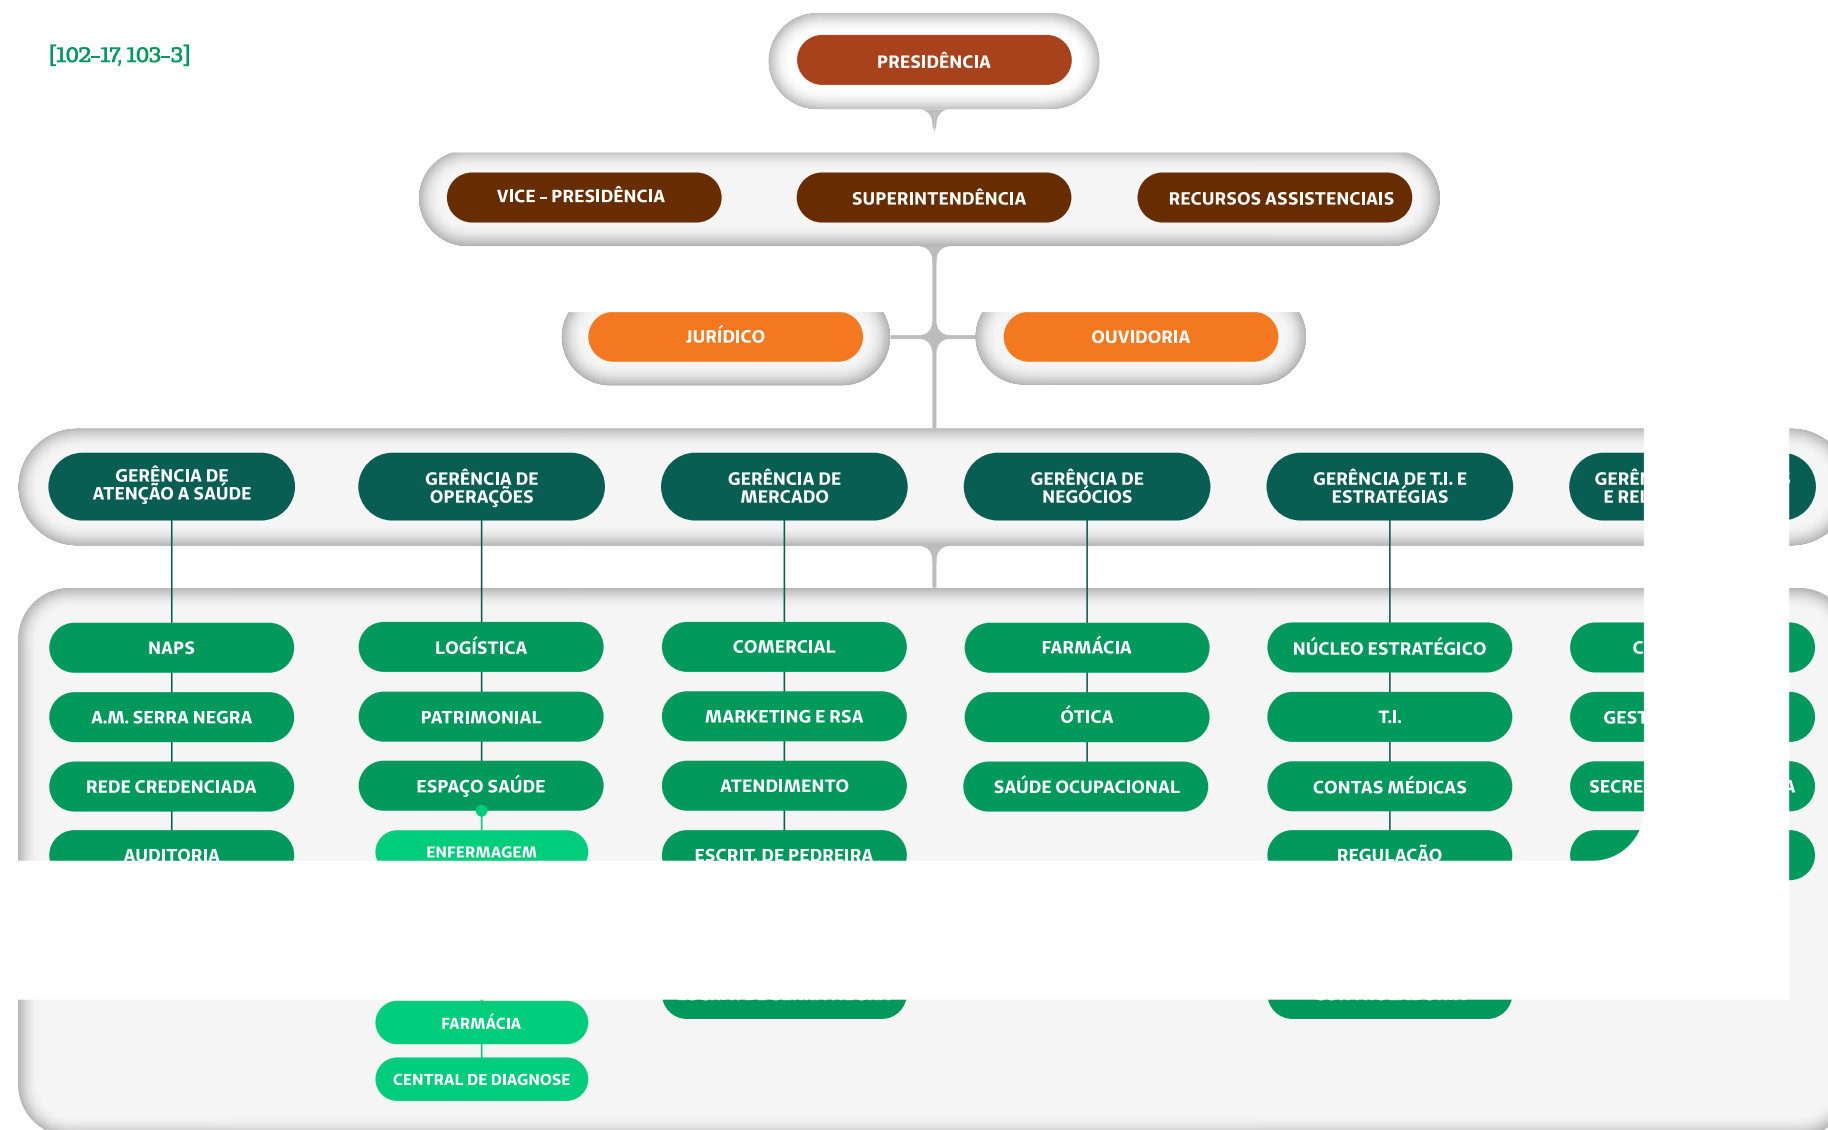 [102-17, 103-3]
PRESIDÊNCIA
VICE - PRESIDÊNCIA
SUPERINTENDÊNCIA
RECURSOS ASSISTENCIAIS
JURÍDICO
OUVIDORIA
GERÊNCIA DE
ATENÇÃO A SAÚDE
GERÊNCIA DE
OPERAÇÕES
GERÊNCIA DE
MERCADO
GERÊNCIA DE
NEGÓCIOS
GERÊNCIA DE T.I. E
ESTRATÉGIAS
E
NAPS
LOGÍSTICA
COMERCIAL
FARMÁCIA
NÚCLEO ESTRATÉGICO
A.M. SERRA NEGRA
PATRIMONIAL
MARKETING E RSA
ÓTICA
T.I.
REDE CREDENCIADA
ESPAÇO SAÚDE
ATENDIMENTO
SAÚDE OCUPACIONAL
CONTAS MÉDICAS
AUDITORIA
ENFERMAGEM
ESCRIT. DE PEDREIRA
REGULAÇÃO
FARMÁCIA
CENTRAL DE DIAGNOSE